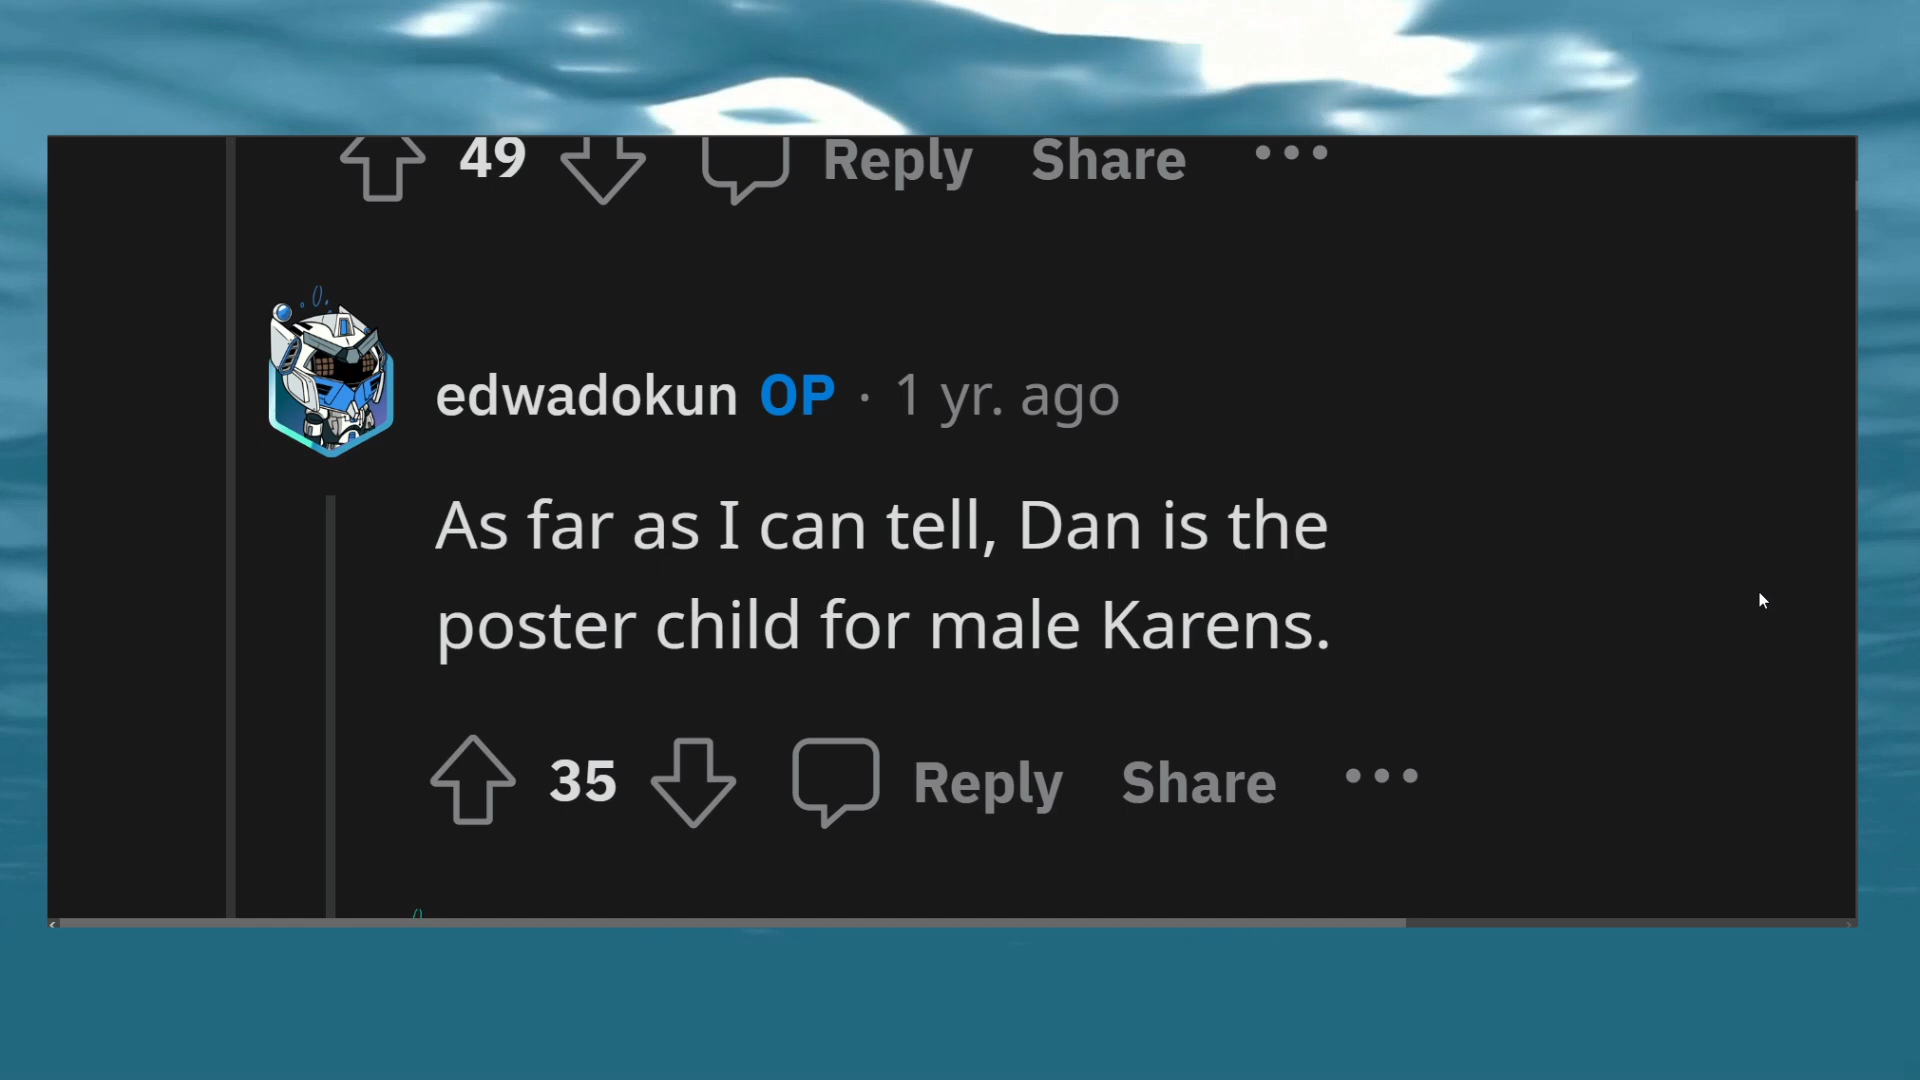 49 Reply Share
edwadokun OP · 1 yr. ago
As far as I can tell, Dan is the
poster child for male Karens.
35 Reply Share